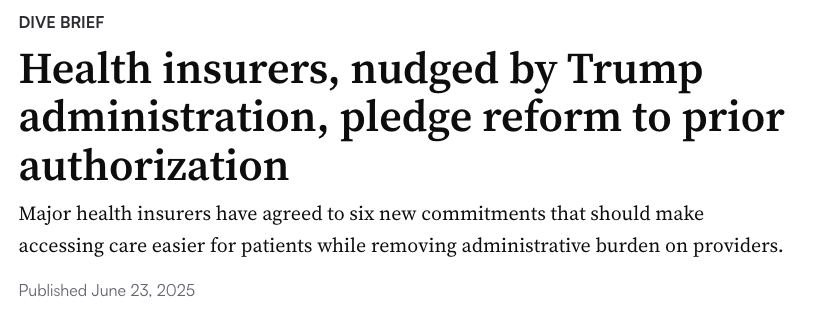 DIVE BRIEF
Health insurers, nudged by Trump
administration, pledge reform to prior
authorization
Major health insurers have agreed to six new commitments that should make
accessing care easier for patients while removing administrative burden on providers.
Published June 23, 2025